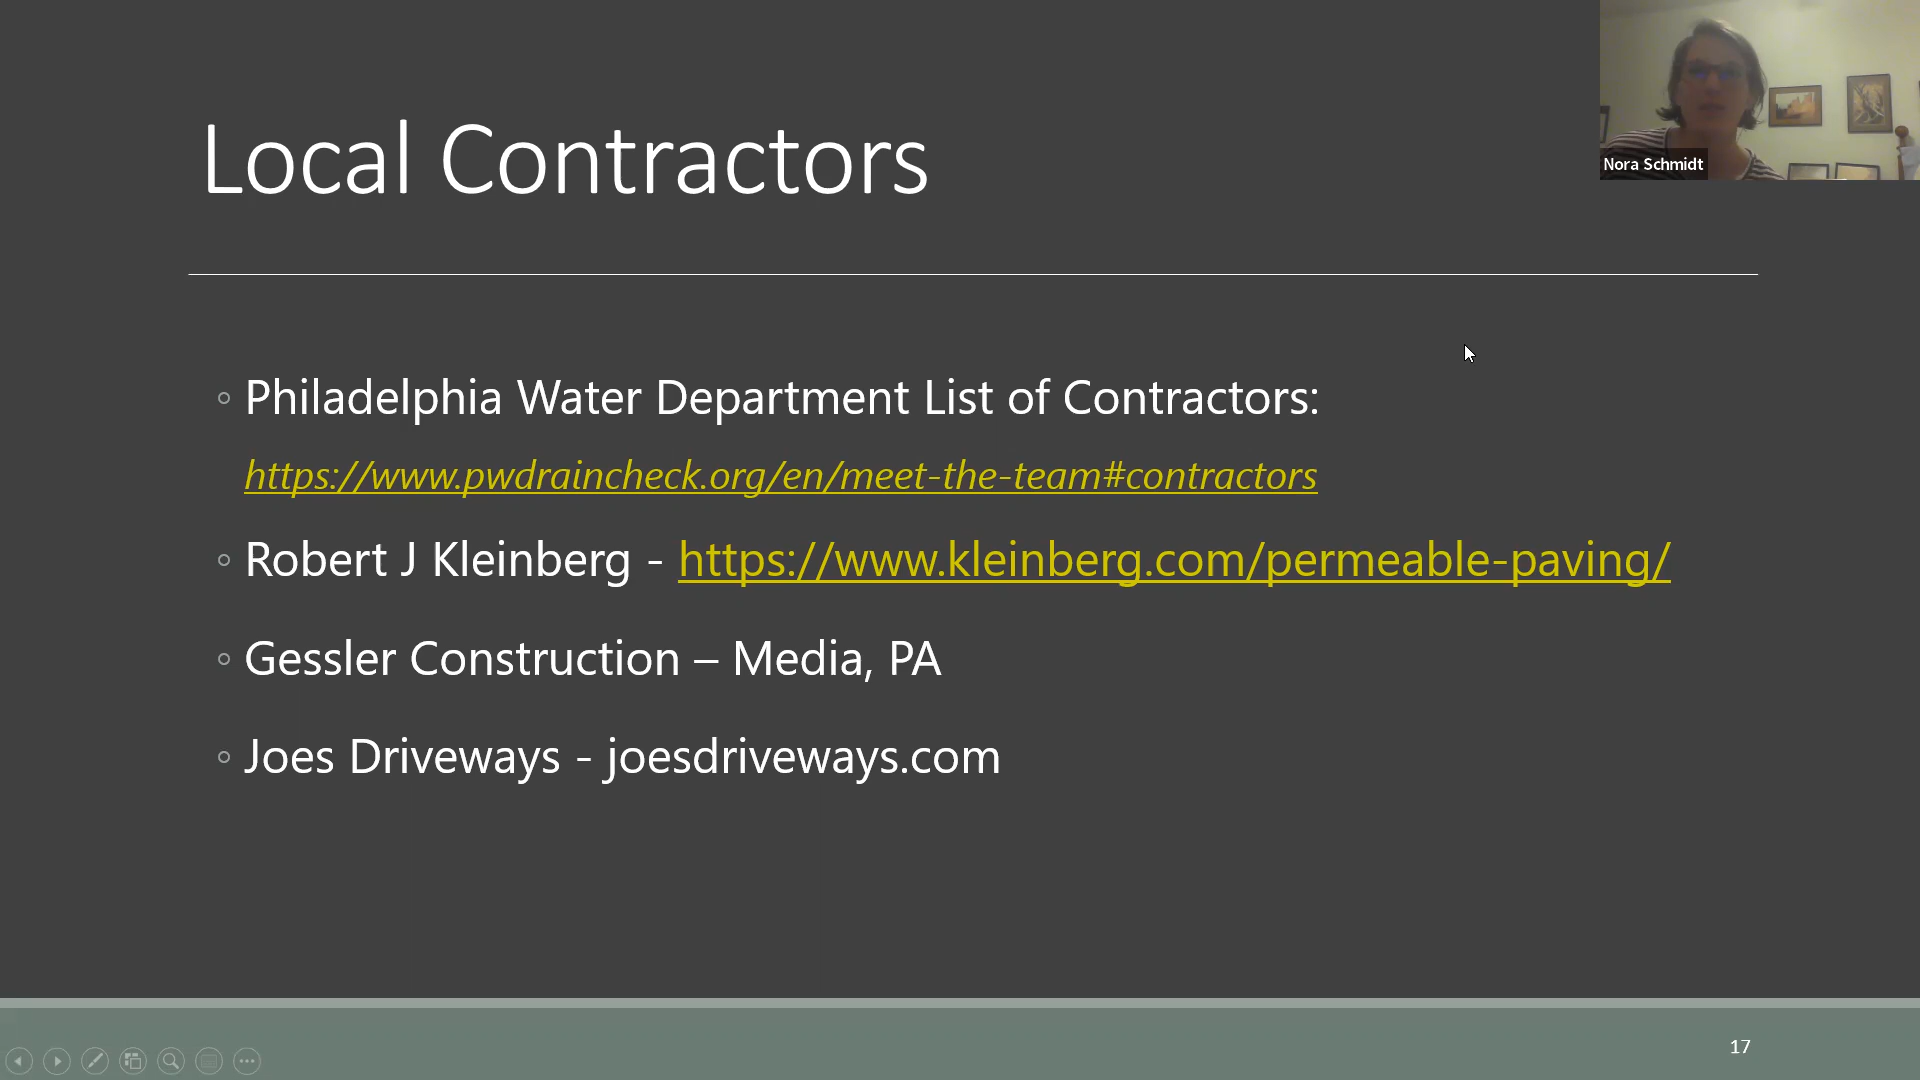 Local Contractors
Nora Schmidt
Philadelphia Water Department List of Contractors:
https://www.pwdraincheck.org/en/meet-the-team#contractors
Robert J Kleinberg - https://www.kleinberg.com/permeable-paving/
Gessler Construction – Media, PA
Joes Driveways - joesdriveways.com
17